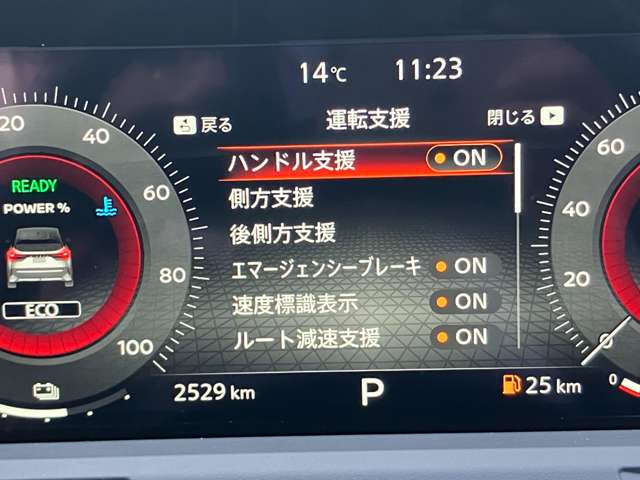 14℃ 11:23
戻る 運転支援 閉じる
ハンドル支援 ON
側方支援
後側方支援
エマージェンシーブレーキ ON
速度標識表示 ON
ルート減速支援 ON
20
40
60
80
100
READY
POWER %
ECO
60
40
20
0
0
2529 km P 25 km